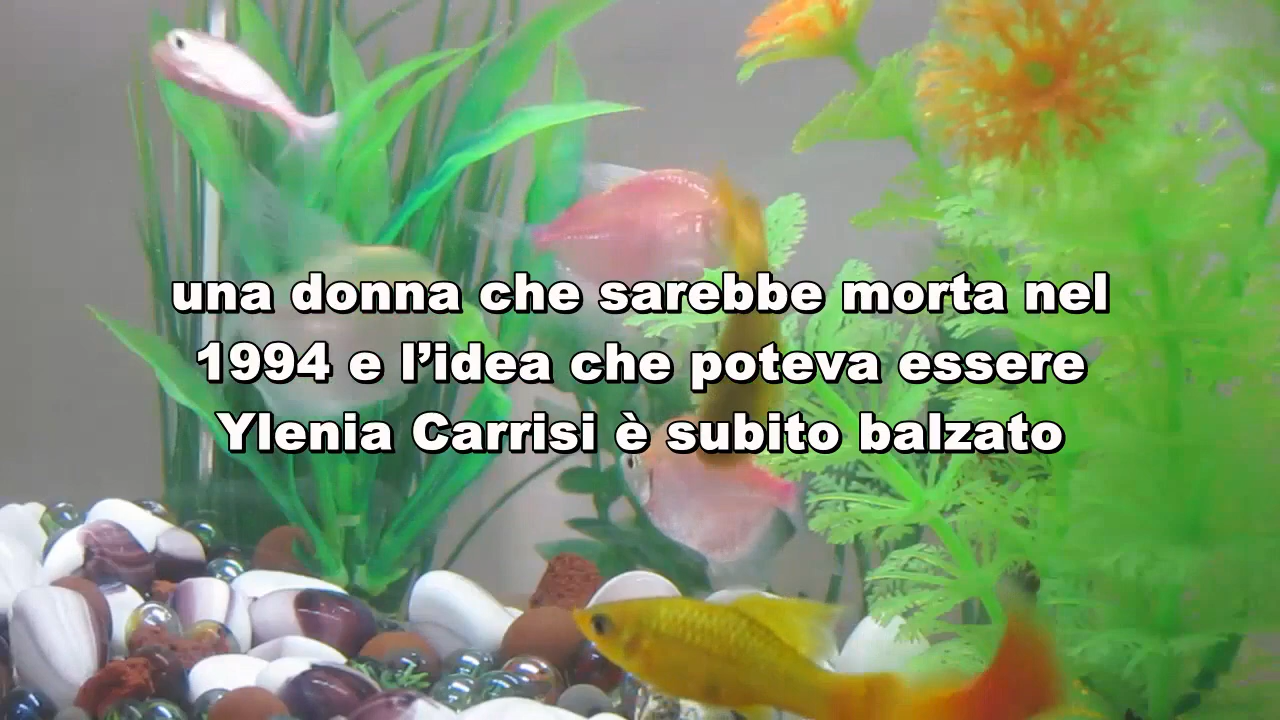 una donna che sarebbe morta nel
1994 e l’idea che poteva essere
Ylenia Carrisi è subito balzato